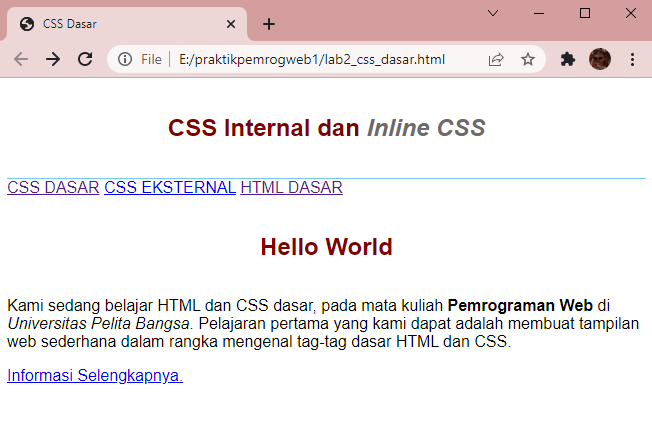 CSS Dasar
File
E:/praktikpemrogweb1/lab2_css_dasar.html
CSS Internal dan Inline CSS
CSS DASAR CSS EKSTERNAL HTML DASAR
Hello World
Kami sedang belajar HTML dan CSS dasar, pada mata kuliah Pemrograman Web di
Universitas Pelita Bangsa. Pelajaran pertama yang kami dapat adalah membuat tampilan
web sederhana dalam rangka mengenal tag-tag dasar HTML dan CSS.
Informasi Selengkapnya.